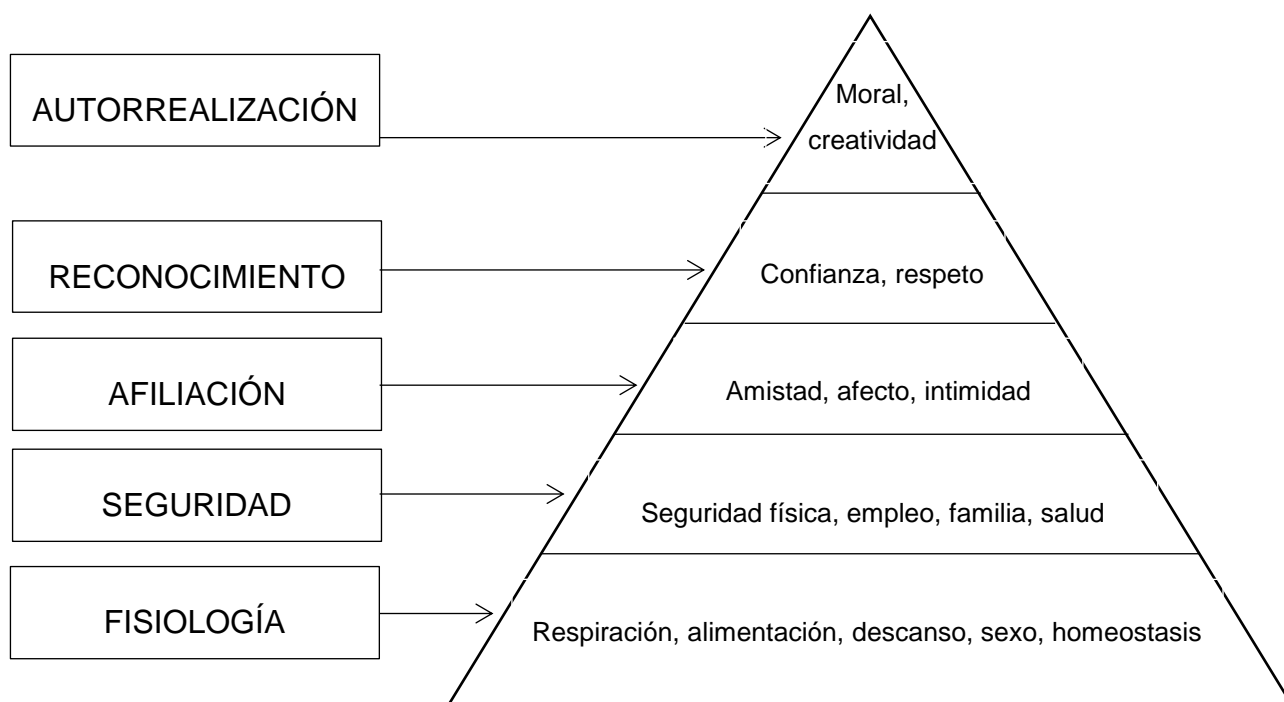 AUTORREALIZACIÓN
Moral,
creatividad
RECONOCIMIENTO
Confianza, respeto
AFILIACIÓN
Amistad, afecto, intimidad
SEGURIDAD
Seguridad física, empleo, familia, salud
FISIOLOGÍA
Respiración, alimentación, descanso, sexo, homeostasis